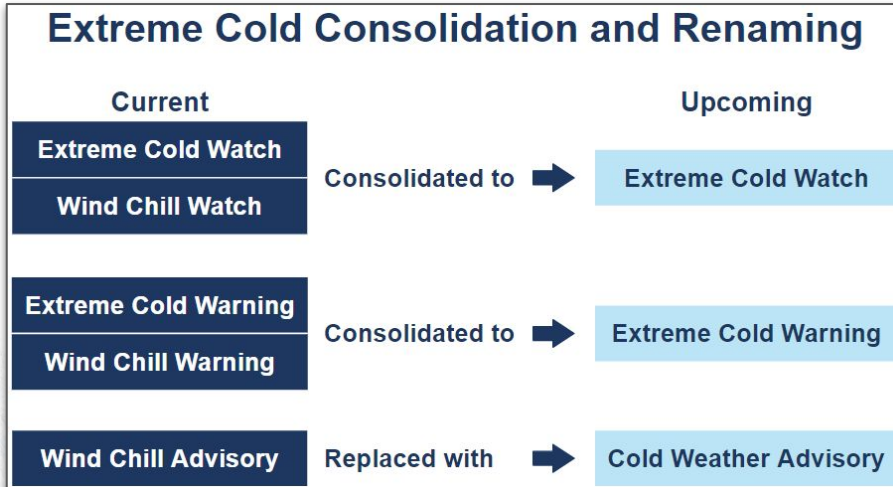 Extreme Cold Consolidation and Renaming
Current
Upcoming
Extreme Cold Watch
Wind Chill Watch
Consolidated to
Extreme Cold Watch
Extreme Cold Warning
Wind Chill Warning
Consolidated to
Extreme Cold Warning
Wind Chill Advisory
Replaced with
Cold Weather Advisory